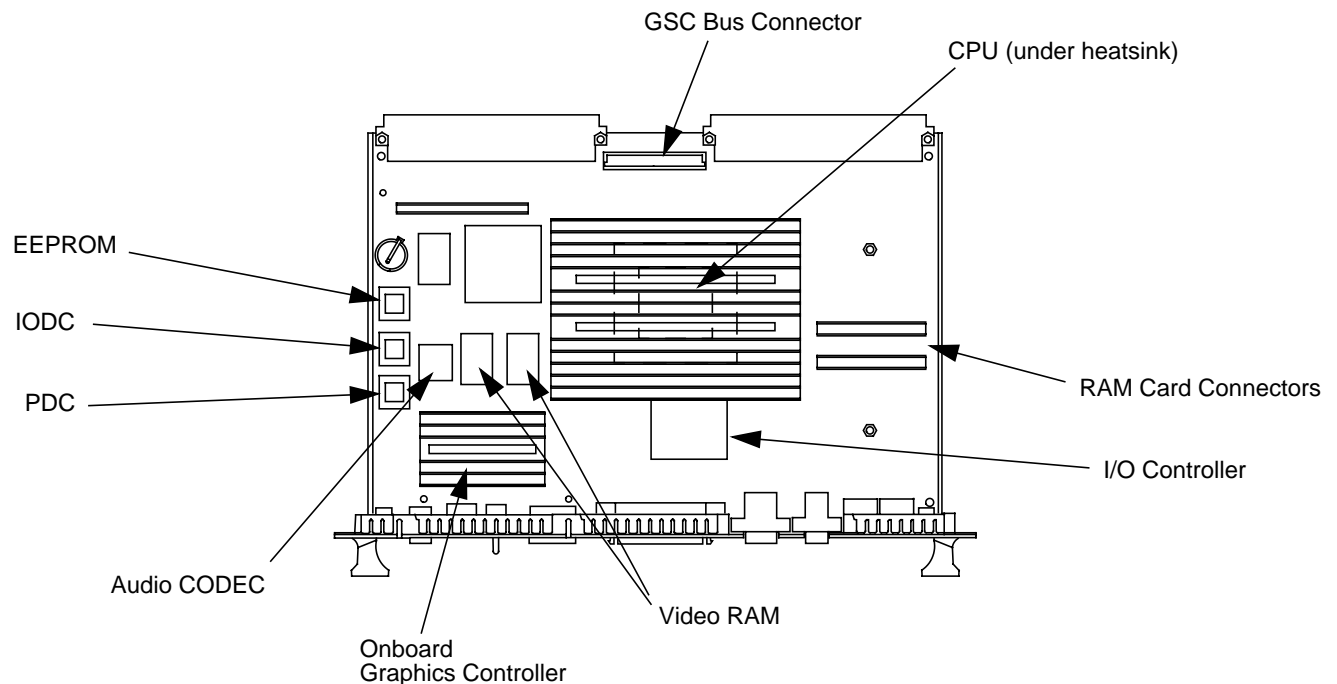 GSC Bus Connector
CPU (under heatsink)
EEPROM
IODC
PDC
RAM Card Connectors
I/O Controller
Audio CODEC
Video RAM
Onboard
Graphics Controller